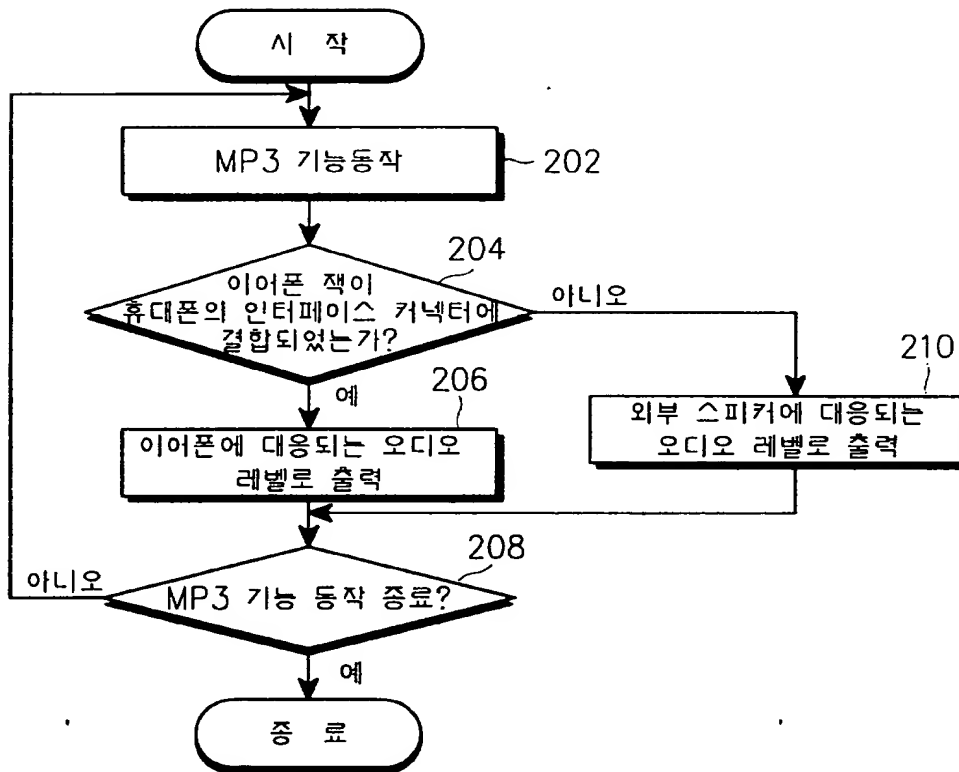 시 작
MP3 기능동작
202
204
이어폰 잭이
휴대폰의 인터페이스 커넥터에
결합되었는가?
아니오
예
206
210
이어폰에 대응되는 오디오
레벨로 출력
외부 스피커에 대응되는
오디오 레벨로 출력
208
아니오
MP3 기능 동작 종료?
예
종 료